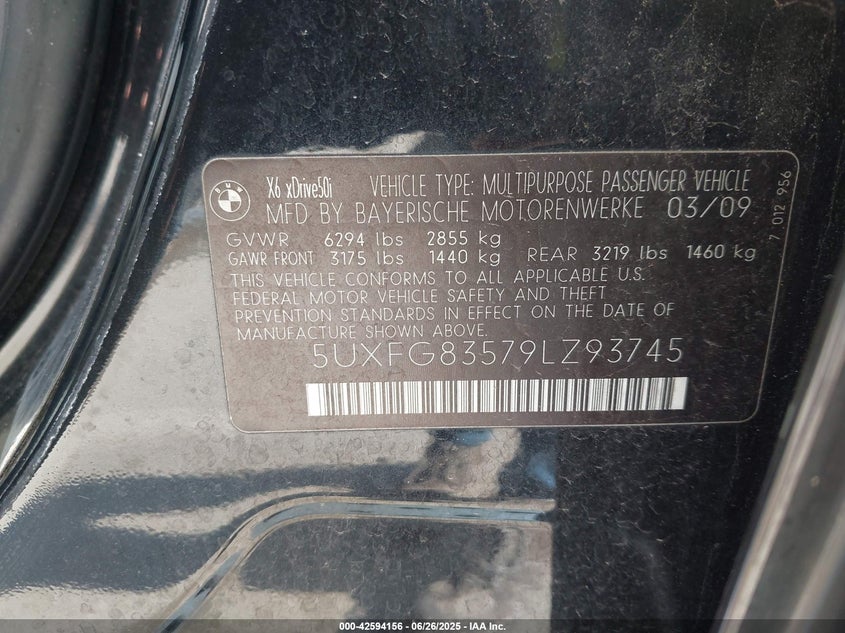 BMW
X6 xDrive50i VEHICLE TYPE: MULTIPURPOSE PASSENGER VEHICLE
MFD BY BAYERISCHE MOTORENWERKE 03/09
GVWR 6294 lbs 2855 kg
GAWR FRONT 3175 lbs 1440 kg REAR 3219 lbs 1460 kg
THIS VEHICLE CONFORMS TO ALL APPLICABLE U.S.
FEDERAL MOTOR VEHICLE SAFETY AND THEFT
PREVENTION STANDARDS IN EFFECT ON THE DATE OF
MANUFACTURE SHOWN ABOVE.
5UXFG83579LZ93745
7 012 956
000-42594156 - 06/26/2025 - IAA Inc.